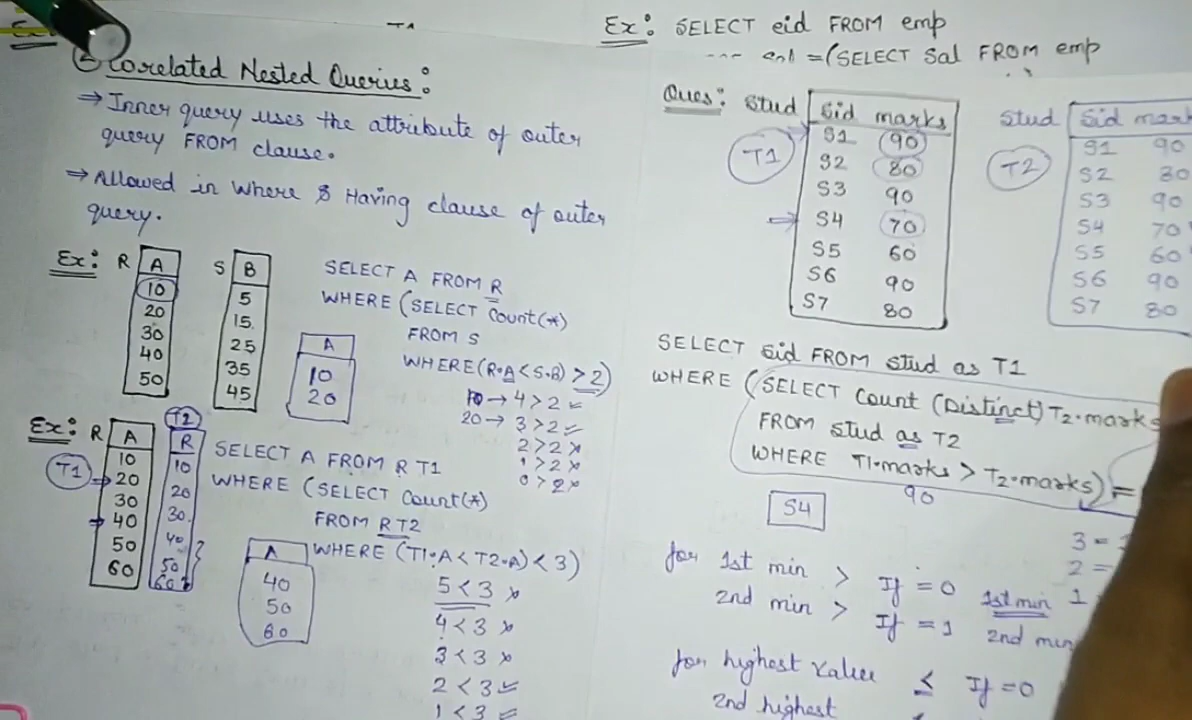 ② Corelated Nested Queries:
⇒ Inner query uses the attribute of outer
query FROM clause.
⇒ Allowed in Where & Having clause of outer
query.
Ex: R A S B
10 5
20 15
30 25
40 35
50 45
SELECT A FROM R
WHERE (SELECT Count(*)
FROM S
WHERE (R.A < S.B) > 2)
A
10
20
10 → 4 > 2 ✓
20 → 3 > 2 ✓
2 > 2 ×
1 > 2 ×
0 > 2 ×
Ex: R A T2 R
T1
10 10
20 20
30 30
40 40
50 50
60 60
SELECT A FROM R T1
WHERE (SELECT Count(*)
FROM R T2
WHERE (T1.A < T2.A) < 3)
A
40
50
60
5 < 3 ×
4 < 3 ×
3 < 3 ×
2 < 3 ✓
1 < 3
Ex: SELECT eid FROM emp
=(SELECT Sal FROM emp
Ques: Stud Sid marks
T1
S1 90
S2 80
S3 90
S4 70
S5 60
S6 90
S7 80
Stud Sid
T2
S1 90
S2 80
S3 90
S4 70
S5 60
S6 90
S7 80
SELECT sid FROM stud as T1
WHERE (SELECT Count (Distinct) T2.marks
FROM stud as T2
WHERE T1.marks > T2.marks) =
90
S4
3 =
2 =
1
for 1st min > If = 0 1st min
2nd min > If = 1 2nd min
for highest value ≤ If = 0
2nd highest